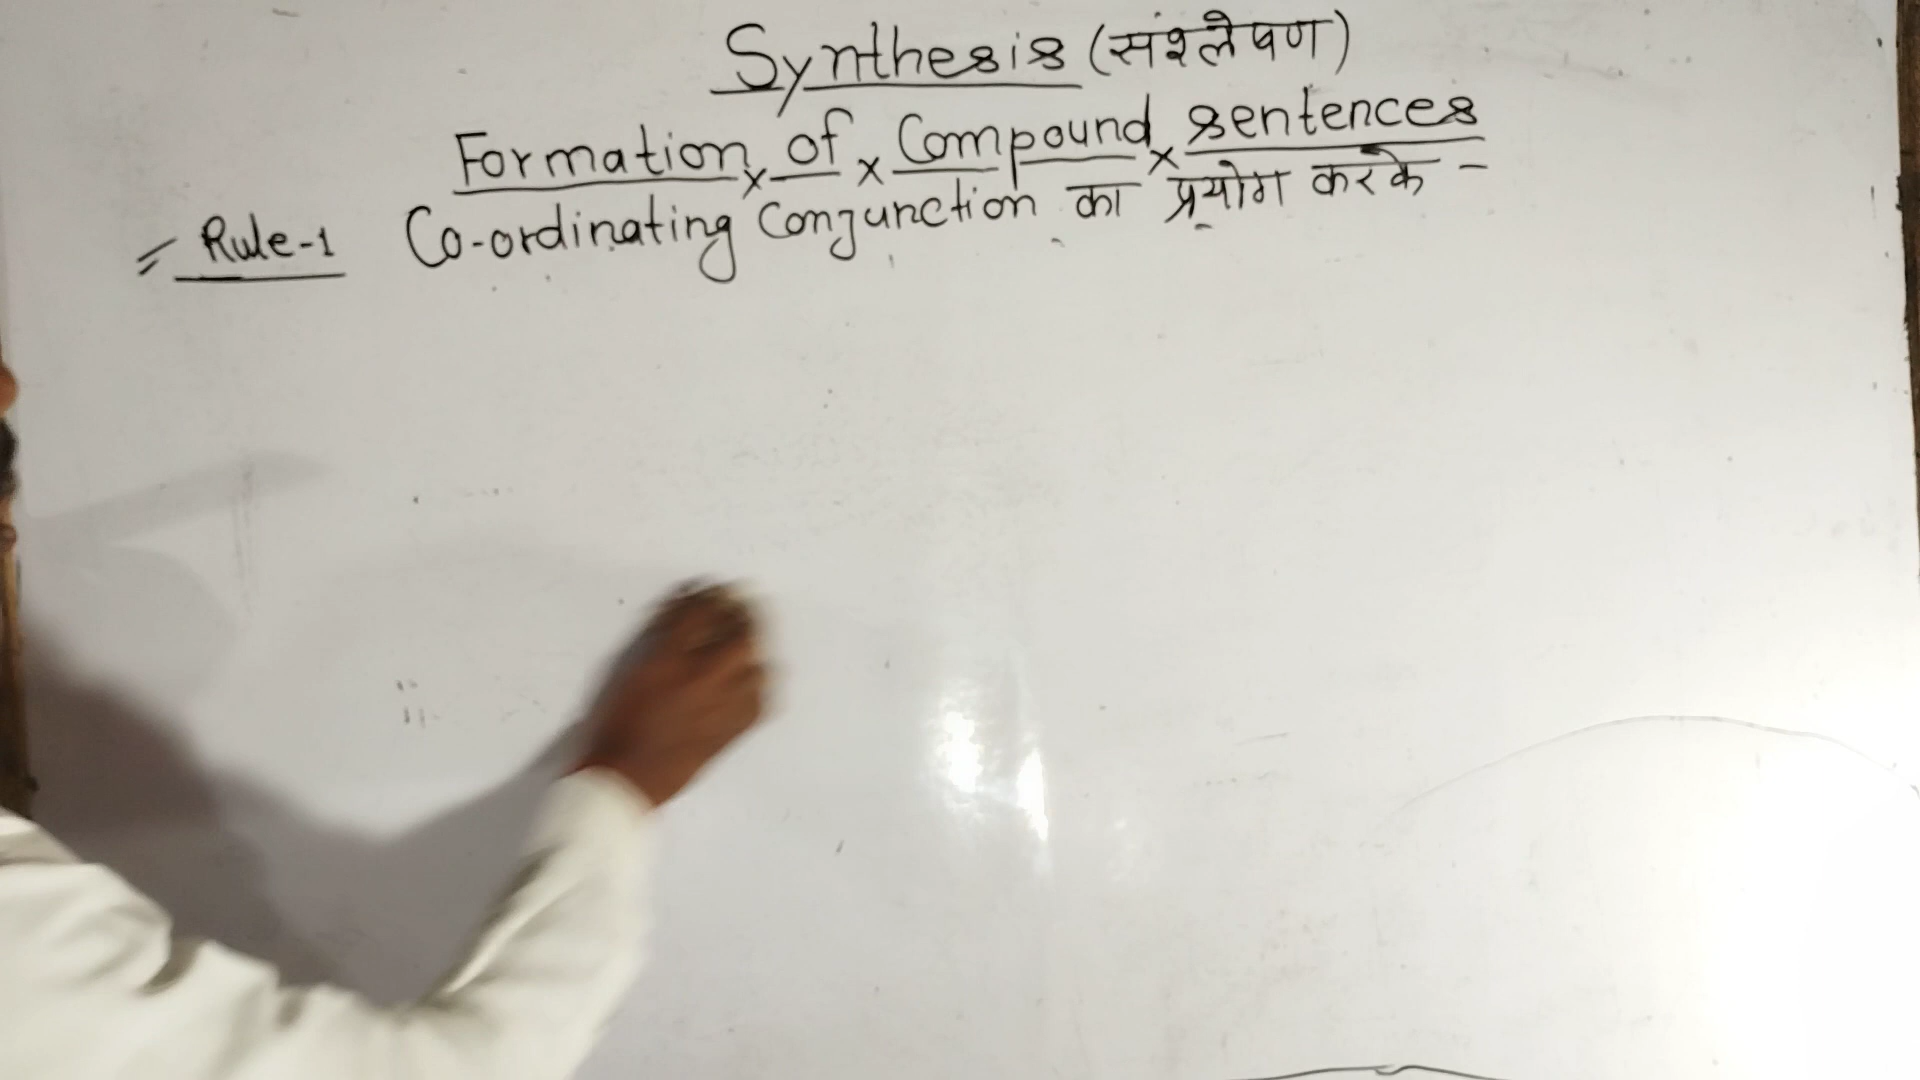 Synthesis (संश्लेषण)
Formation of Compound sentences
Rule-1 Co-ordinating Conjunction का प्रयोग करके -